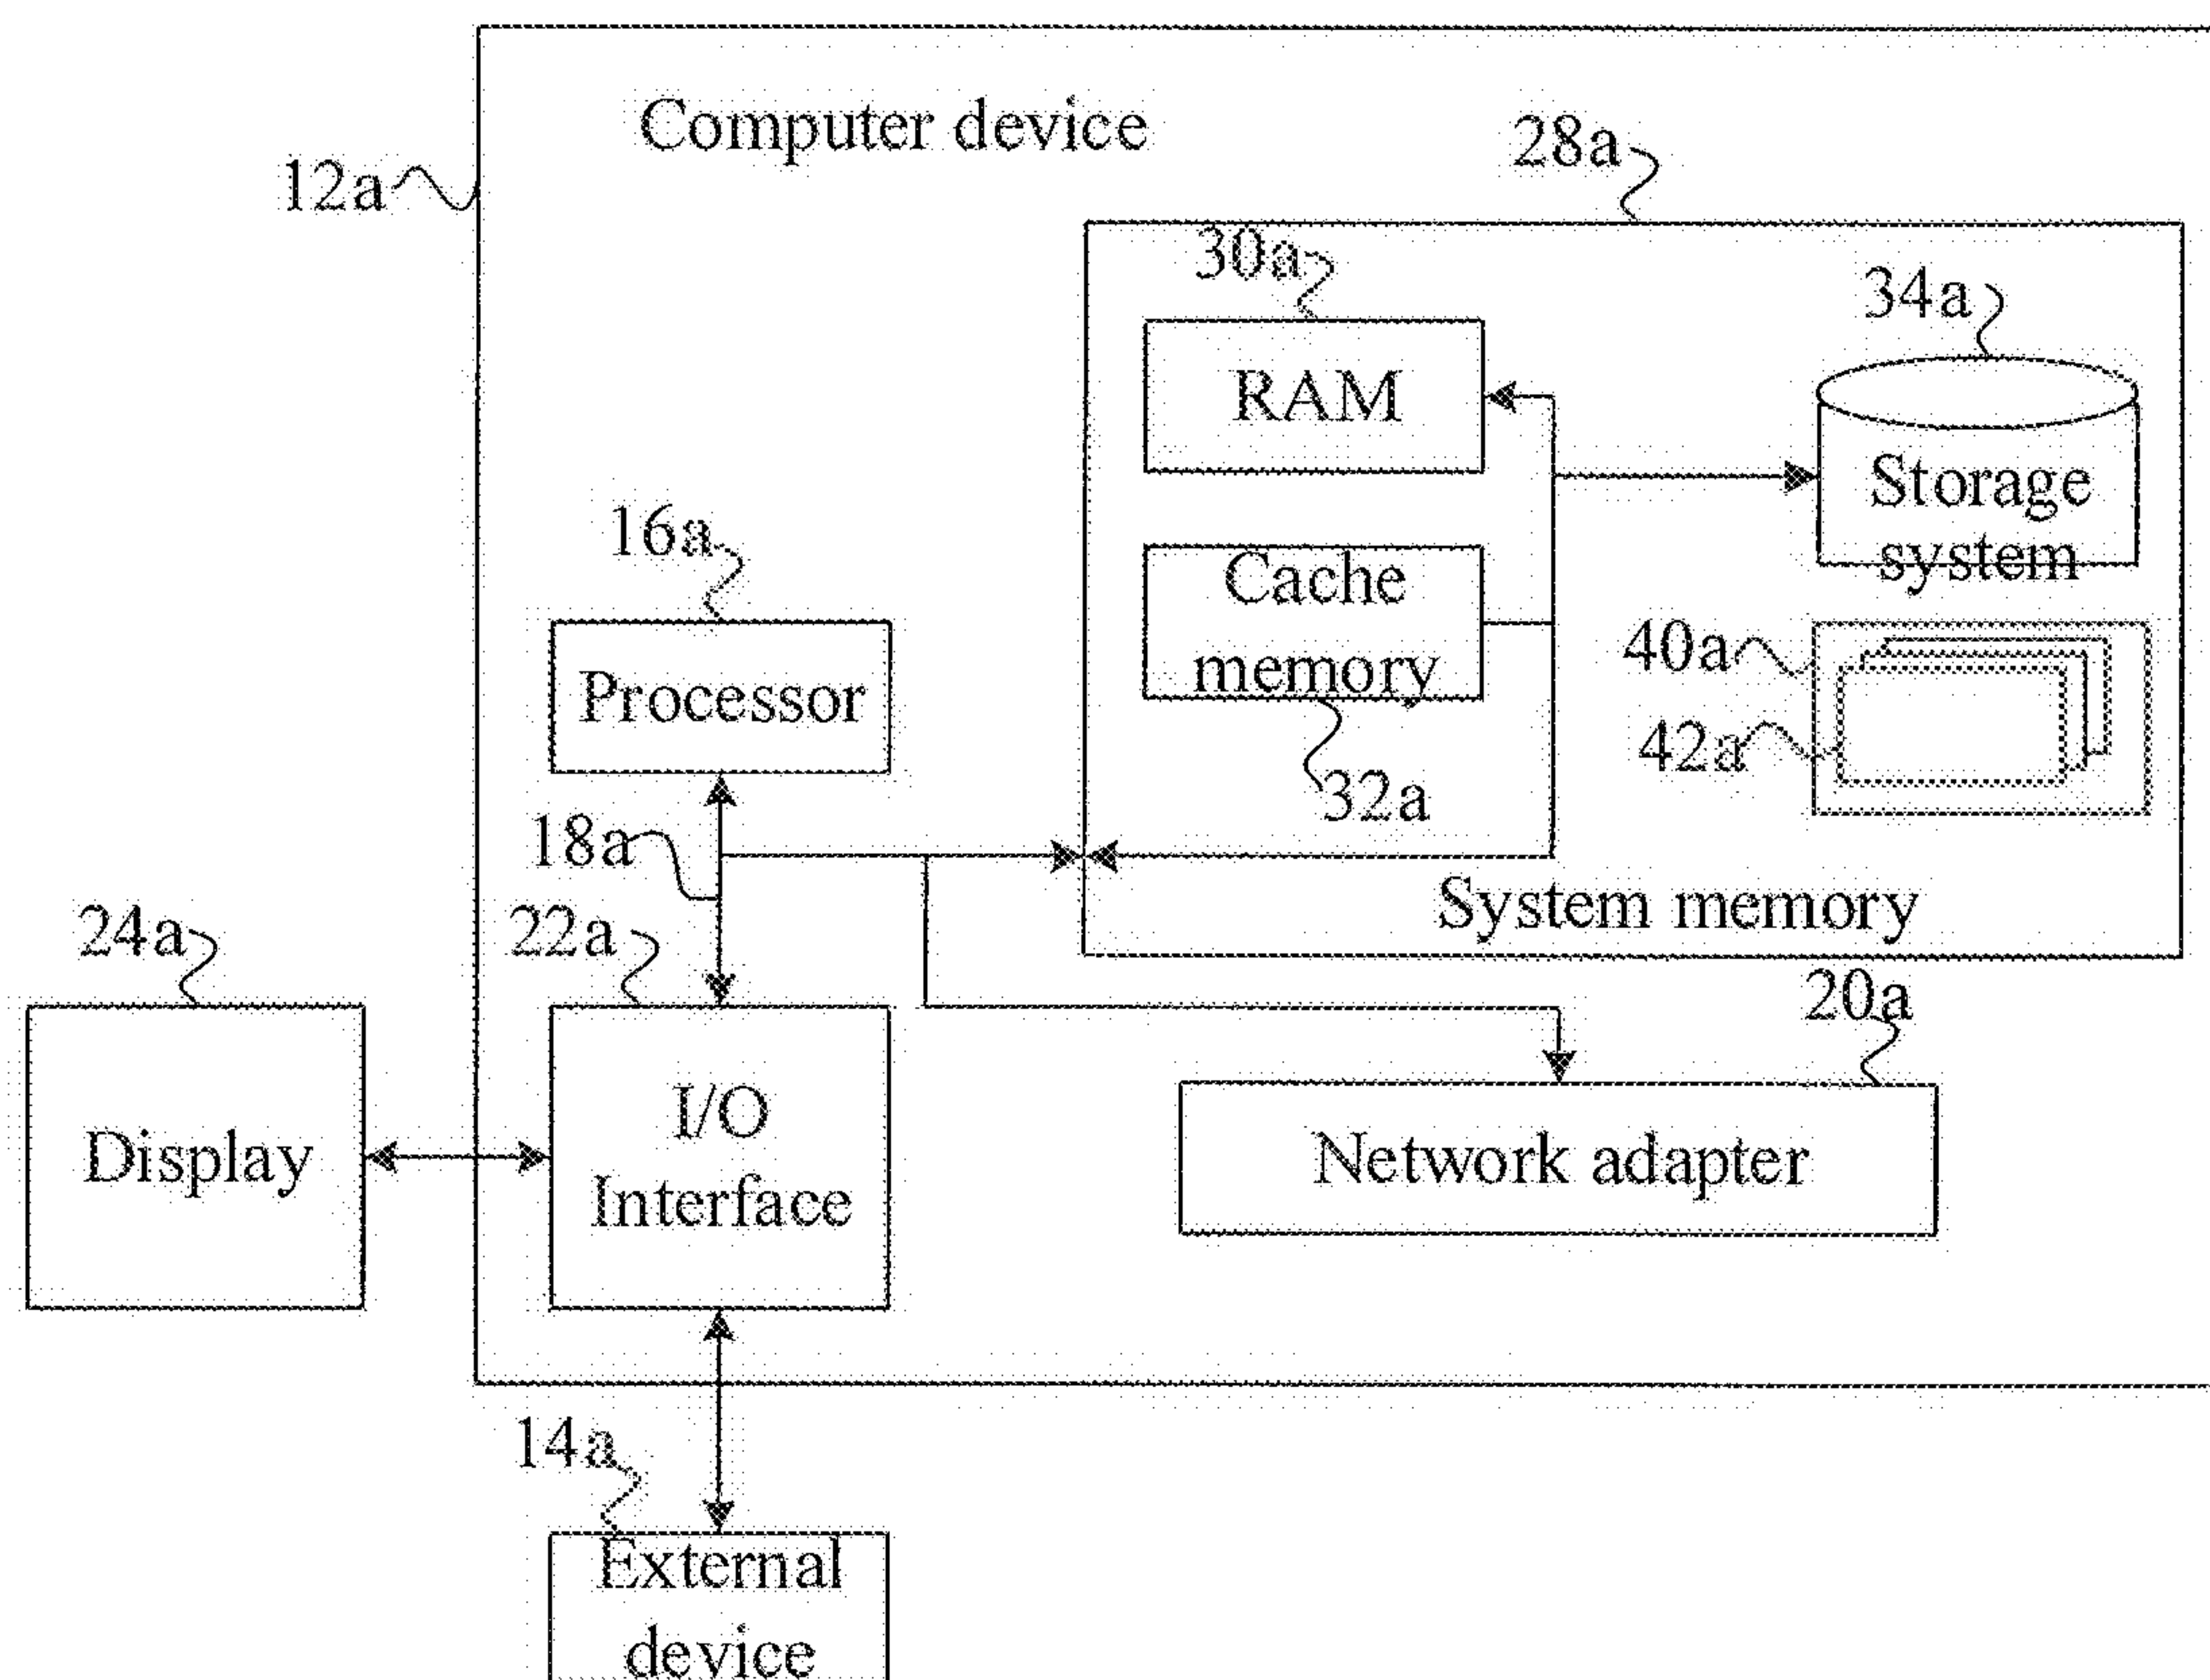 Computer device
12a
28a
30a
34a
RAM
Storage
system
16a
Cache
memory
40a
Processor
42a
32a
18a
System memory
24a
22a
20a
Display
I/O
Interface
Network adapter
14a
External
device